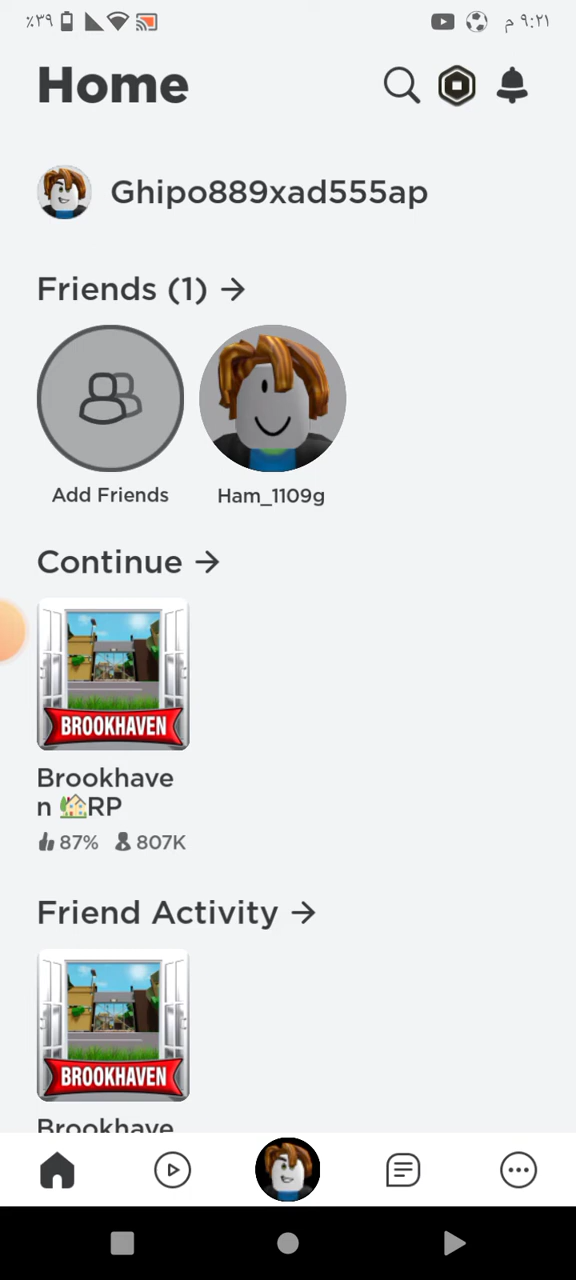 ٪٣٩ ٩:٢١ م
Home
Ghipo889xad555ap
Friends (1) →
Add Friends Ham_1109g
Continue →
BROOKHAVEN
Brookhave
n 🏡RP
87% 807K
Friend Activity →
BROOKHAVEN
Brookhave